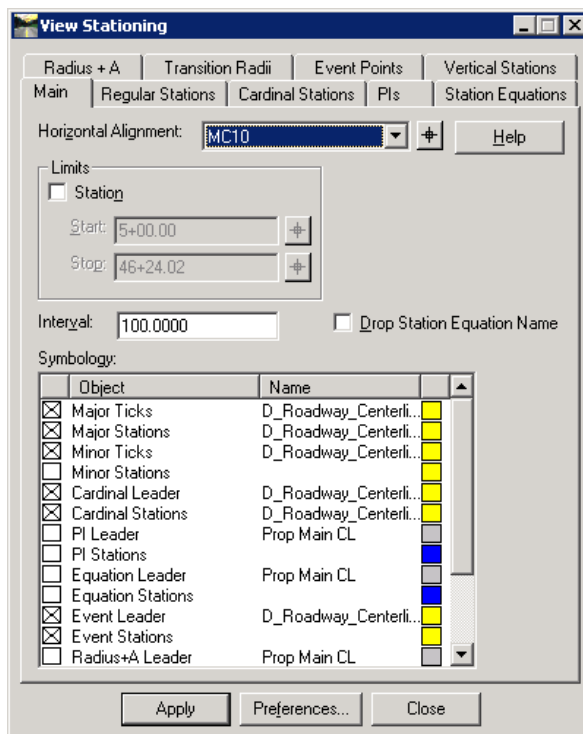 View Stationing
Radius + A Transition Radii Event Points Vertical Stations
Main Regular Stations Cardinal Stations PIs Station Equations
Horizontal Alignment: MC10 Help
Limits
Station
Start: 5+00.00
Stop: 46+24.02
Interval: 100.0000 Drop Station Equation Name
Symbology:
Object Name
Major Ticks D_Roadway_Centerli...
Major Stations D_Roadway_Centerli...
Minor Ticks D_Roadway_Centerli...
Minor Stations
Cardinal Leader D_Roadway_Centerli...
Cardinal Stations D_Roadway_Centerli...
PI Leader Prop Main CL
PI Stations
Equation Leader Prop Main CL
Equation Stations
Event Leader D_Roadway_Centerli...
Event Stations
Radius+A Leader Prop Main CL
Apply Preferences... Close